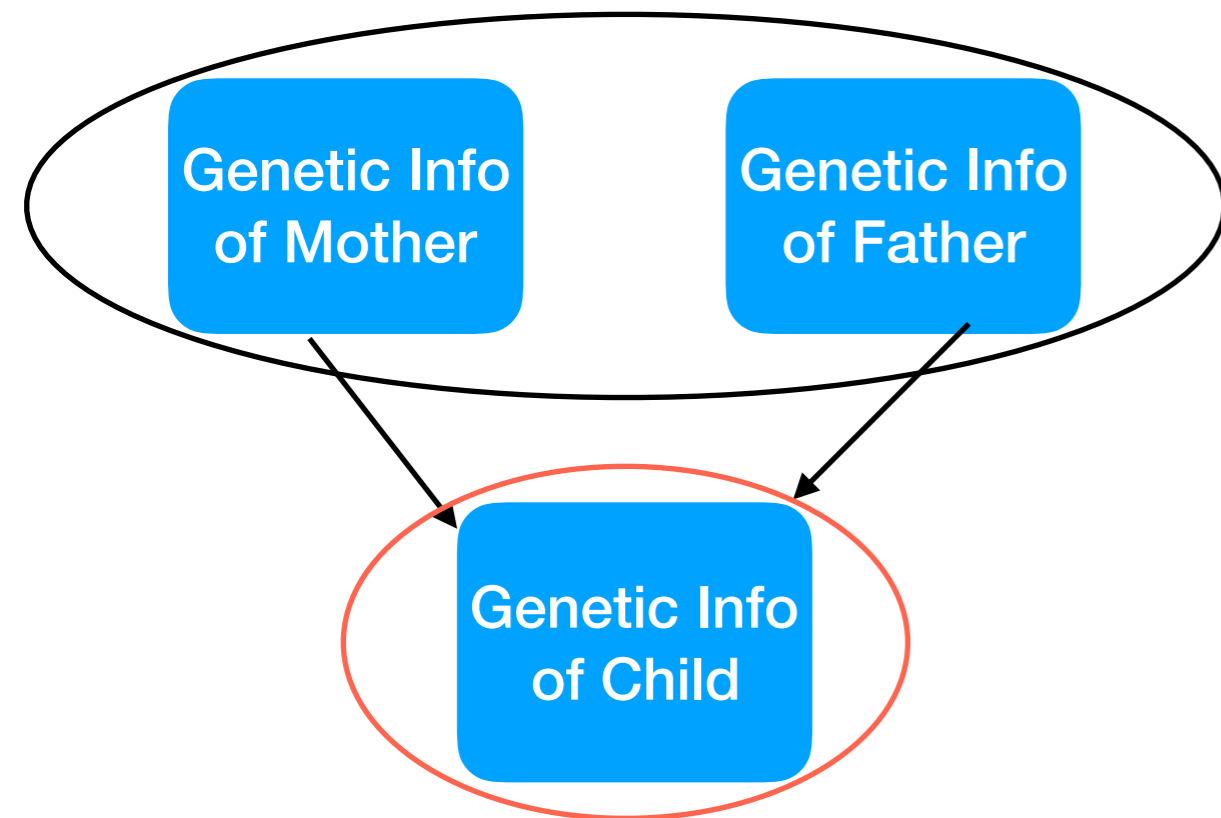 Genetic Info
of Mother
Genetic Info
of Father
Genetic Info
of Child